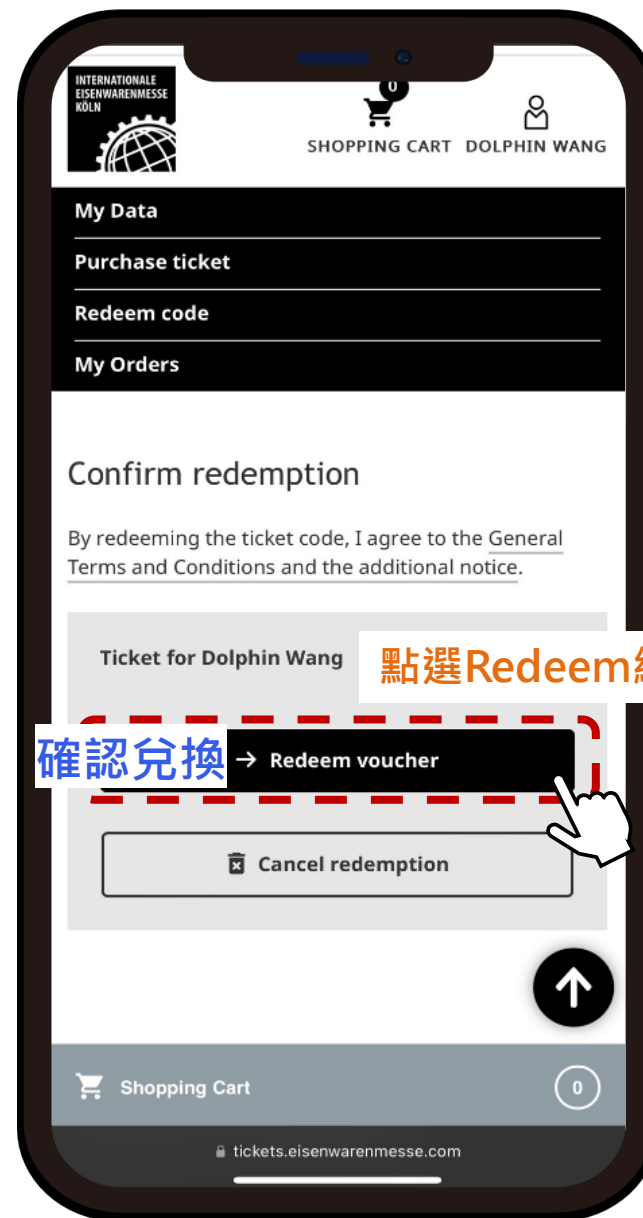 INTERNATIONALE
EISENWARENMESSE
KÖLN
0
SHOPPING CART DOLPHIN WANG
My Data
Purchase ticket
Redeem code
My Orders
Confirm redemption
By redeeming the ticket code, I agree to the General
Terms and Conditions and the additional notice.
Ticket for Dolphin Wang
點選Redeem
確認兌換
→ Redeem voucher
Cancel redemption
Shopping Cart 0
tickets.eisenwarenmesse.com